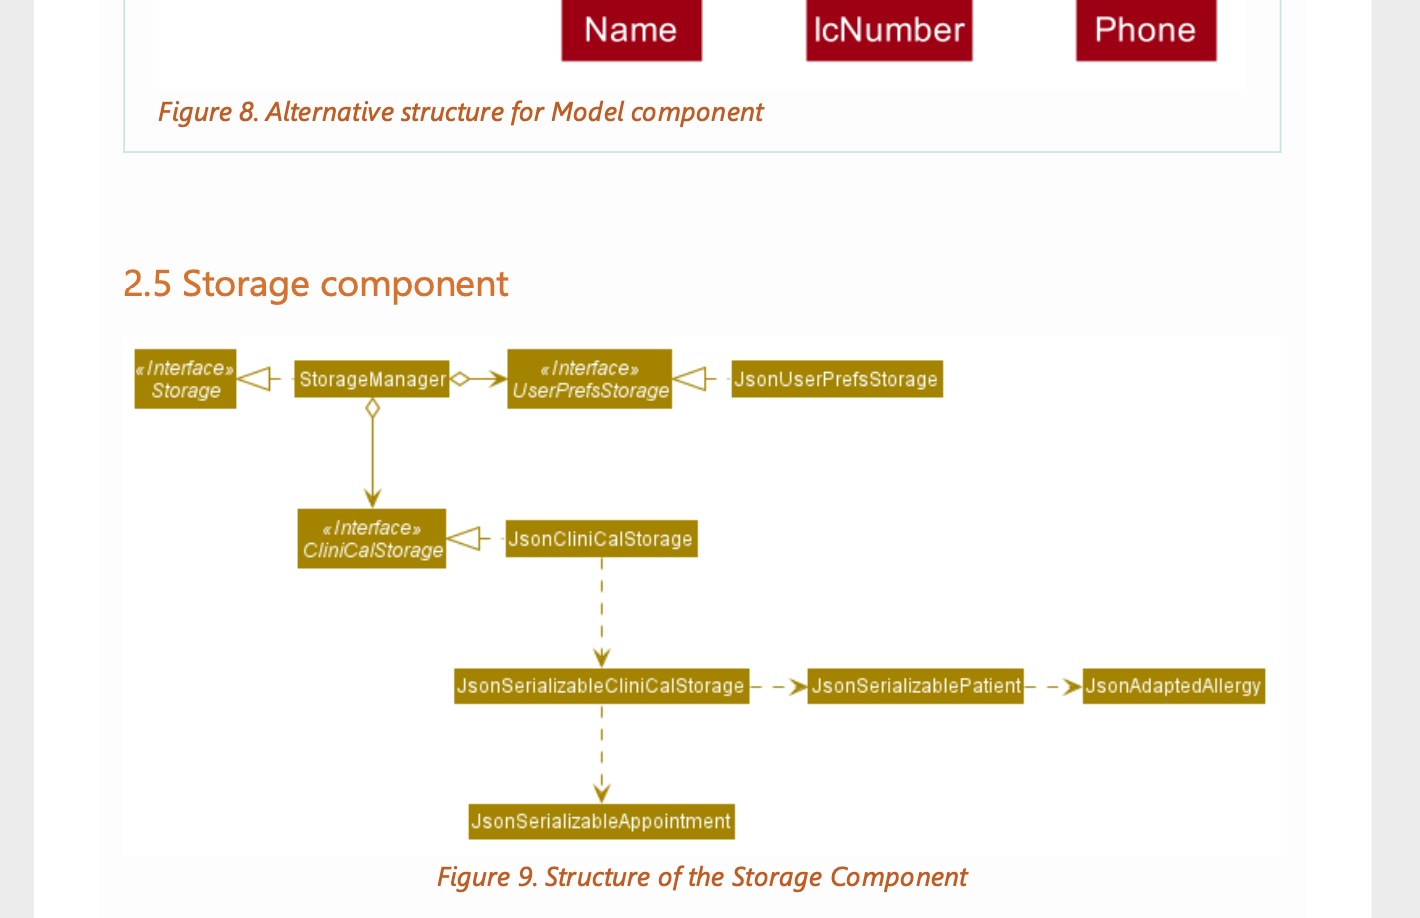 Name
IcNumber
Phone
Figure 8. Alternative structure for Model component
2.5 Storage component
«Interface»
Storage
StorageManager
«Interface»
UserPrefsStorage
JsonUserPrefsStorage
«Interface»
CliniCalStorage
JsonCliniCalStorage
JsonSerializableCliniCalStorage
JsonSerializablePatient
JsonAdaptedAllergy
JsonSerializableAppointment
Figure 9. Structure of the Storage Component